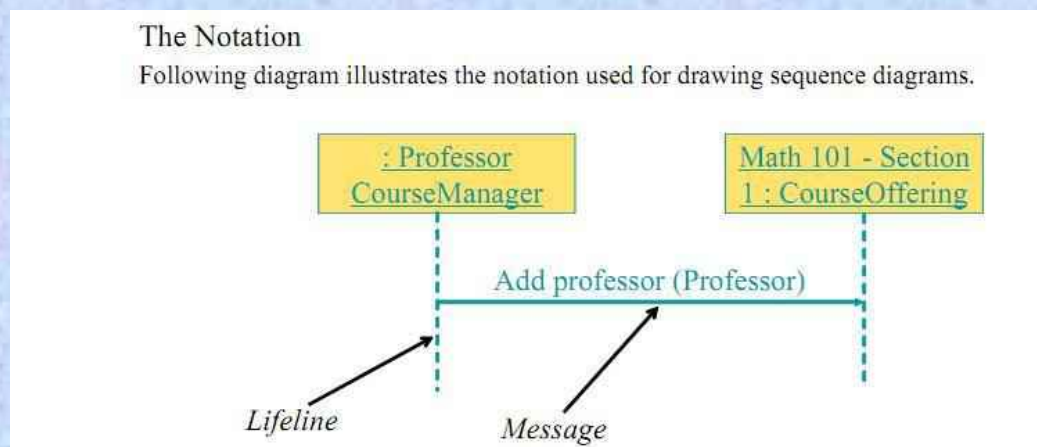 The Notation
Following diagram illustrates the notation used for drawing sequence diagrams.
: Professor
CourseManager
Math 101 - Section
1 : CourseOffering
Add professor (Professor)
Lifeline
Message